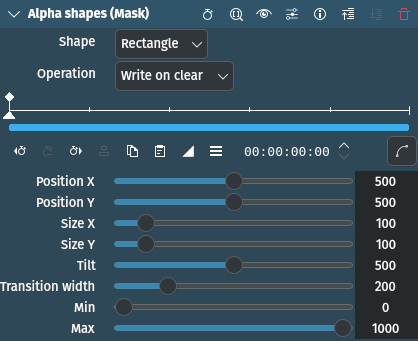 Alpha shapes (Mask)
Shape Rectangle
Operation Write on clear
00:00:00:00
Position X 500
Position Y 500
Size X 100
Size Y 100
Tilt 500
Transition width 200
Min 0
Max 1000